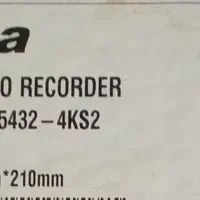 a
O RECORDER
5432-4KS2
*210mm